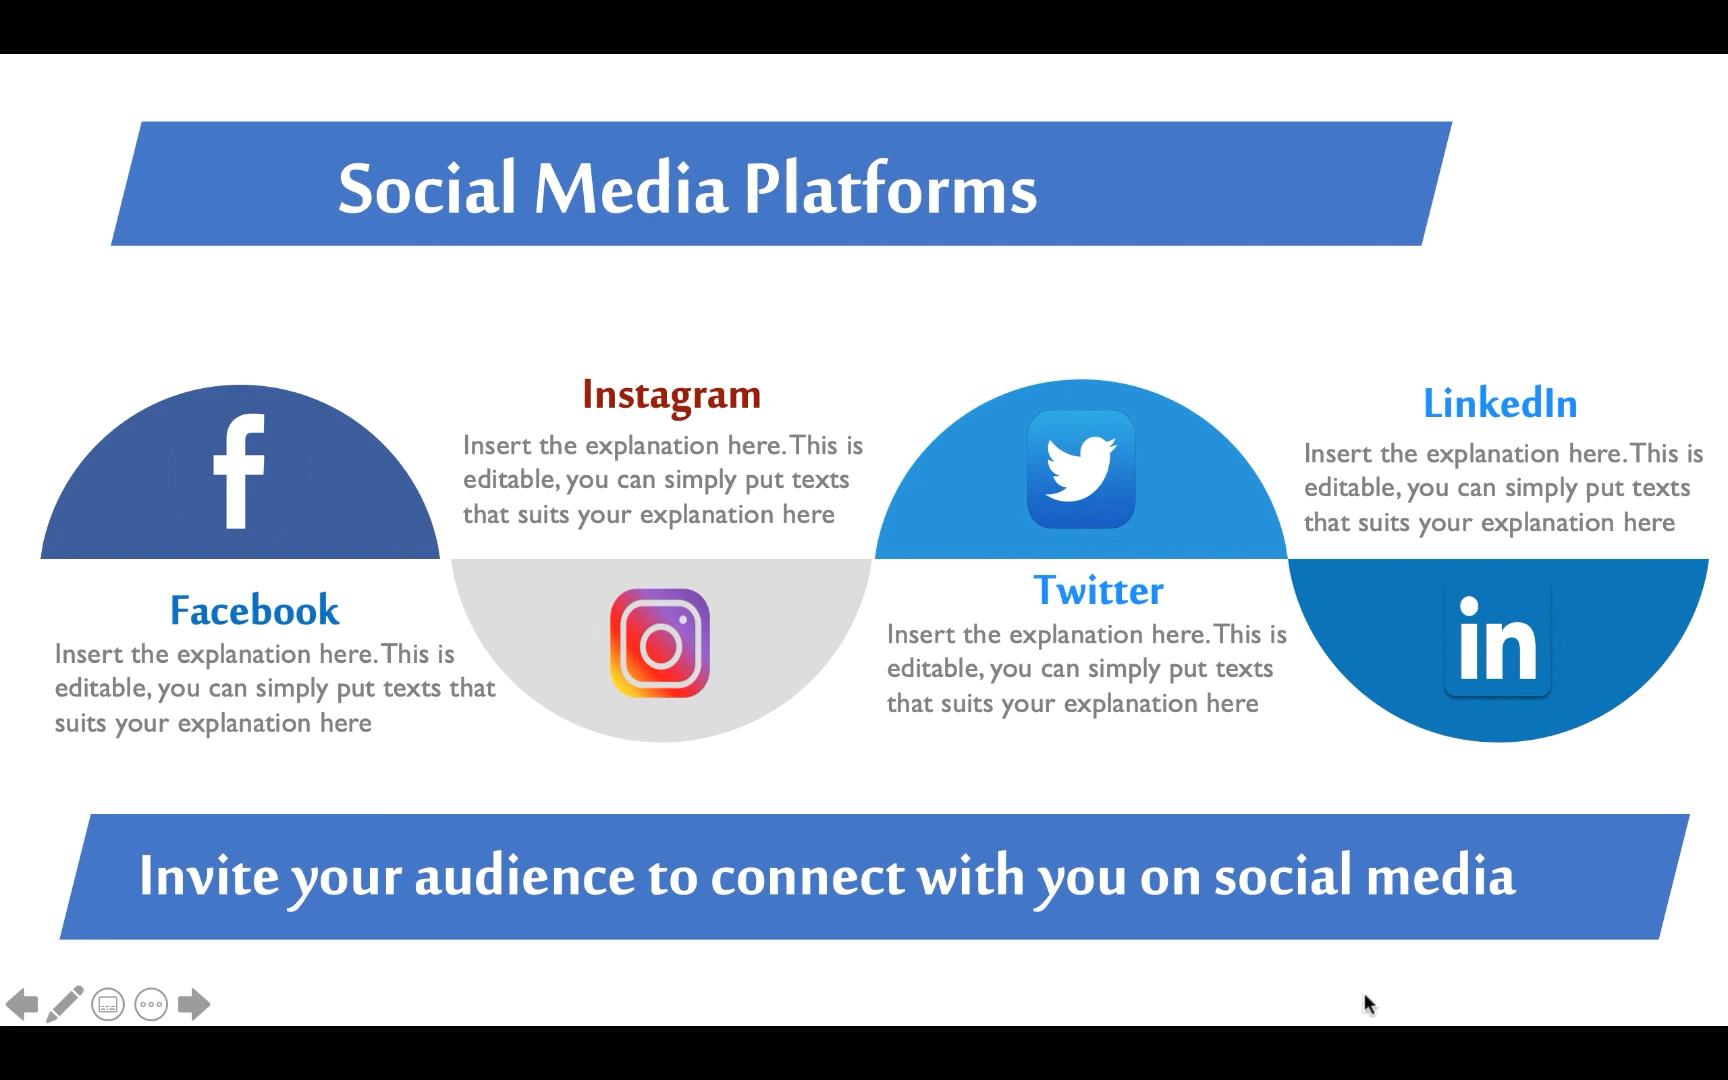 Social Media Platforms
Facebook
Insert the explanation here. This is
editable, you can simply put texts that
suits your explanation here
Instagram
Insert the explanation here. This is
editable, you can simply put texts
that suits your explanation here
Twitter
Insert the explanation here. This is
editable, you can simply put texts
that suits your explanation here
LinkedIn
Insert the explanation here. This is
editable, you can simply put texts
that suits your explanation here
f
in
Invite your audience to connect with you on social media